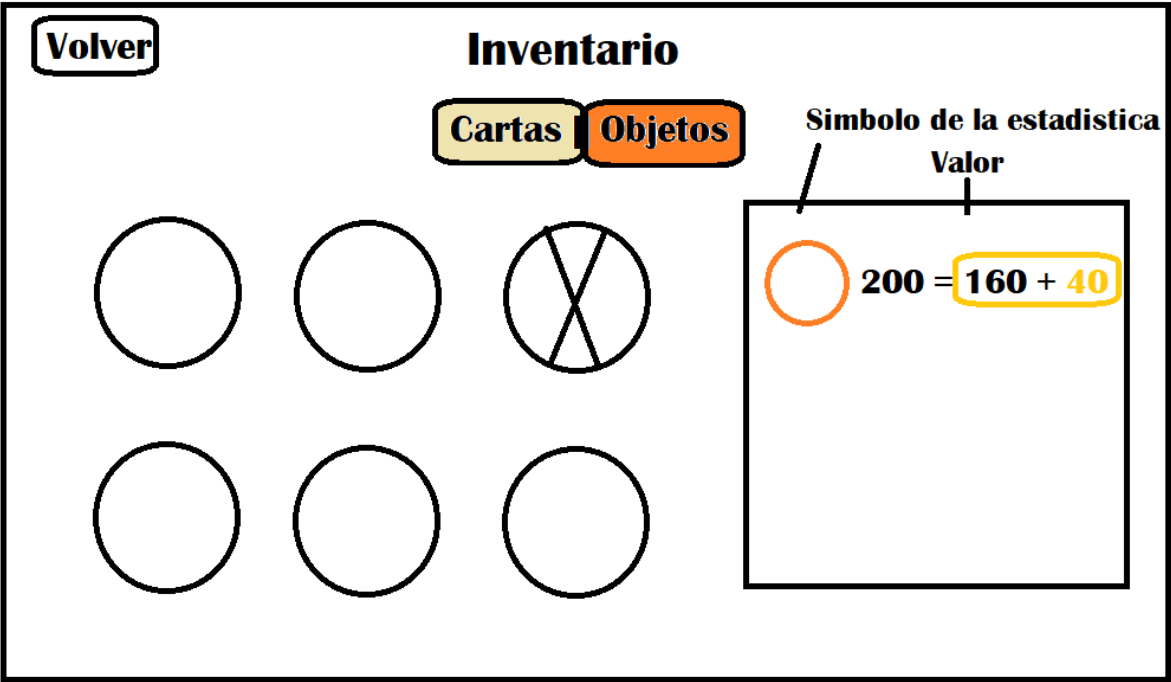 Volver
Inventario
Cartas
Objetos
Simbolo de la estadistica
Valor
200 = 160 + 40